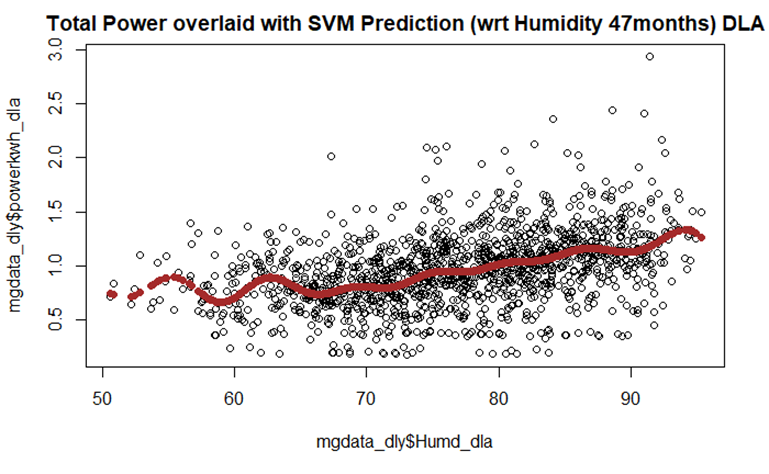 Total Power overlaid with SVM Prediction (wrt Humidity 47months) DLA
mgdata_dly$powerkwh_dla
3.0
2.5
2.0
1.5
1.0
0.5
50 60 70 80 90
mgdata_dly$Humd_dla